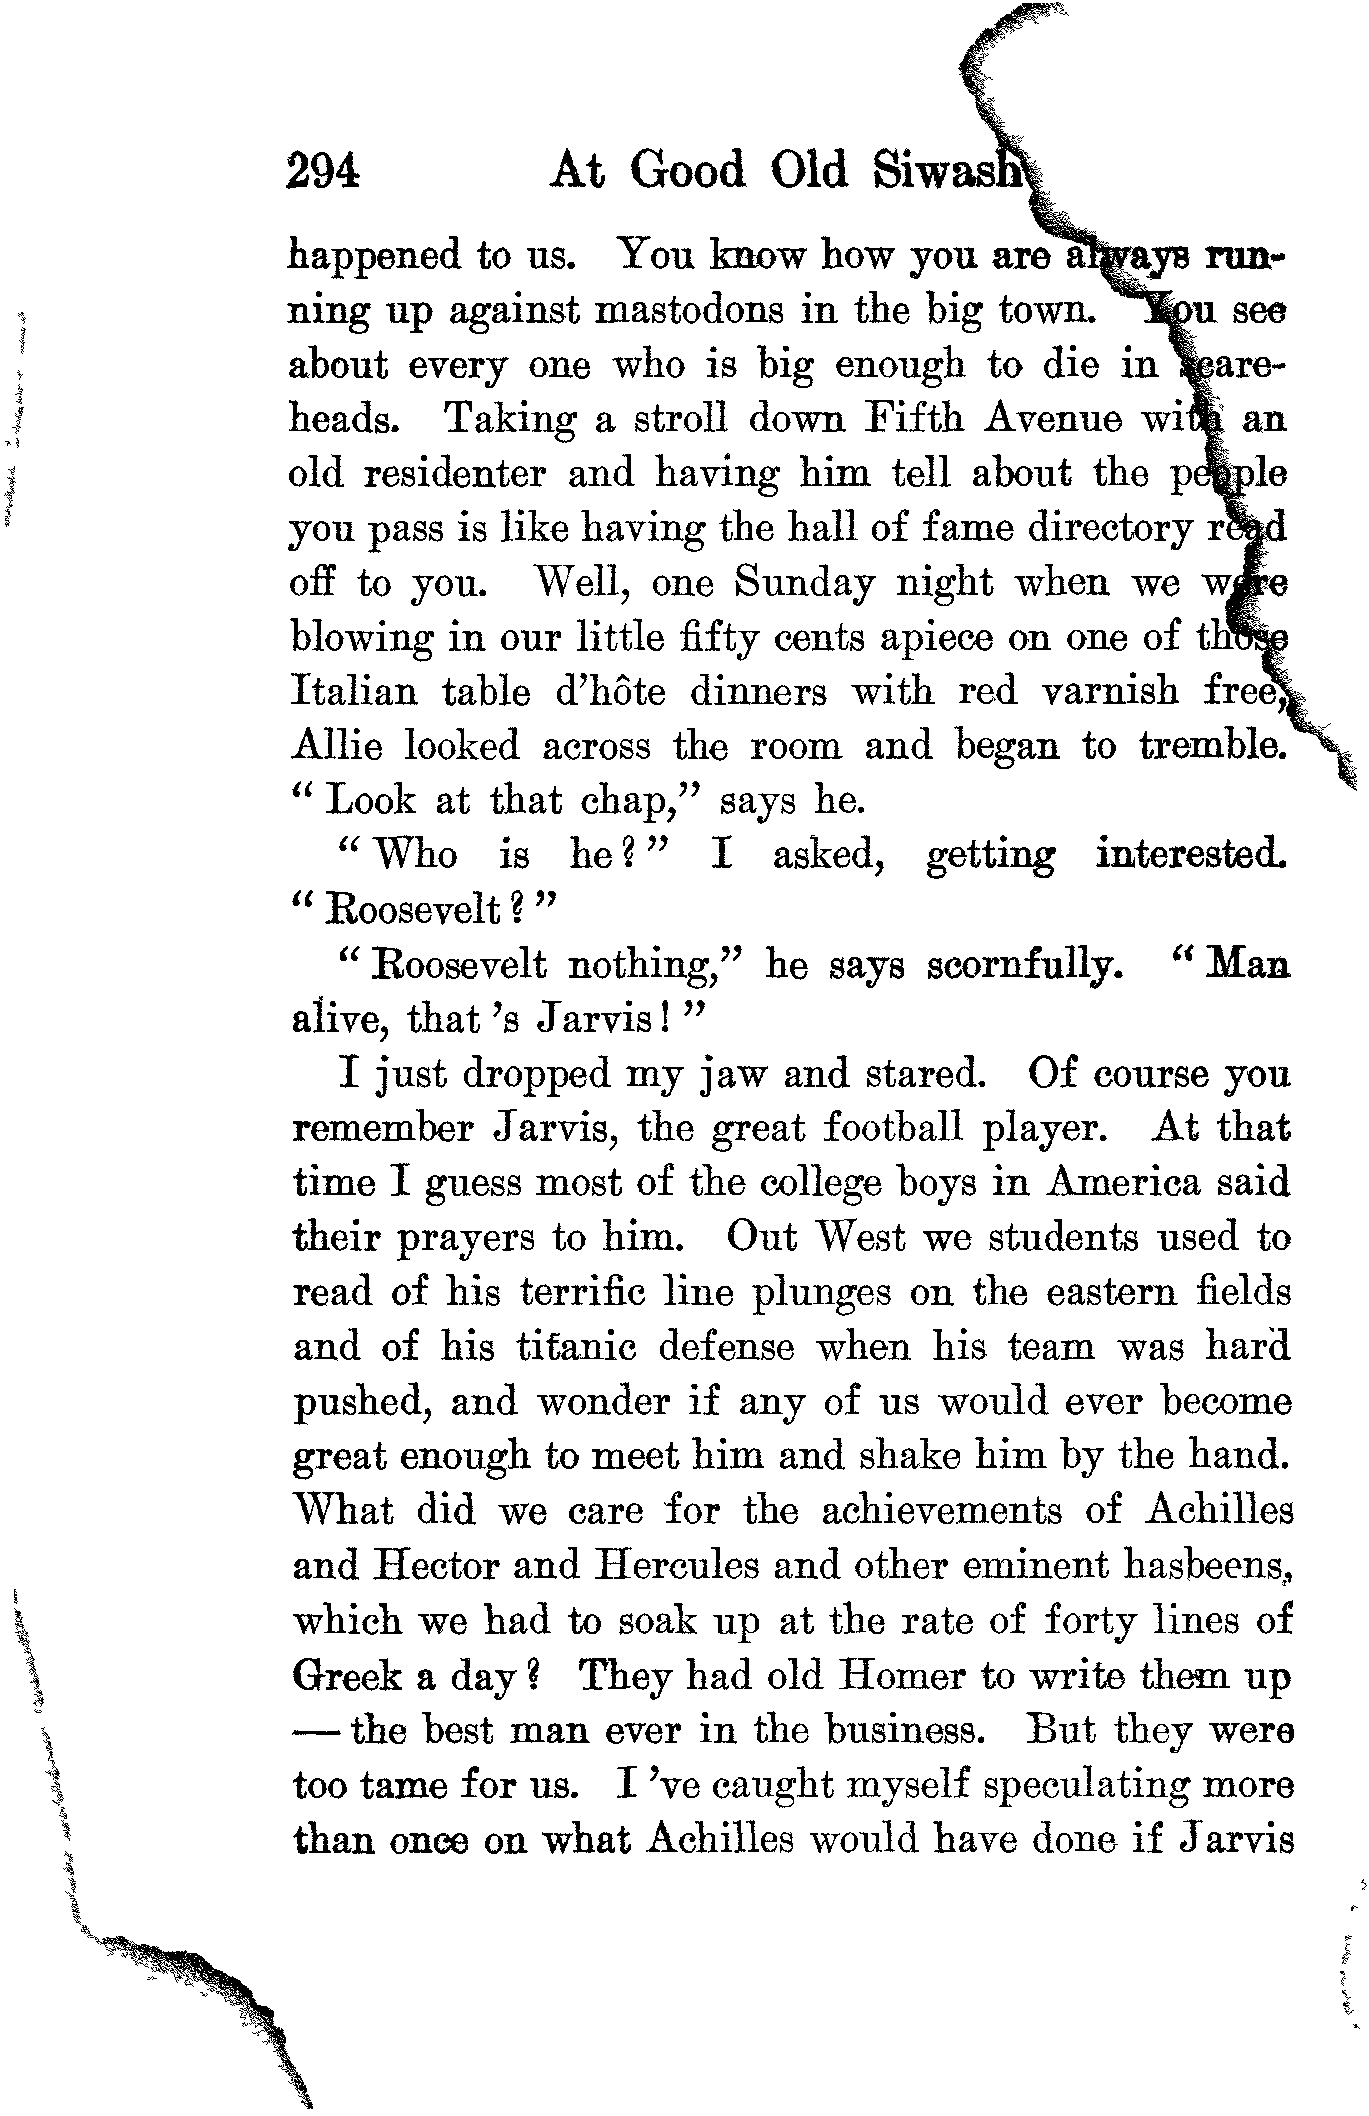 294 At Good Old Siwash
happened to us. You know how you are always run-
ning up against mastodons in the big town. You see
about every one who is big enough to die in scare-
heads. Taking a stroll down Fifth Avenue with an
old residenter and having him tell about the people
you pass is like having the hall of fame directory read
off to you. Well, one Sunday night when we were
blowing in our little fifty cents apiece on one of those
Italian table d'hôte dinners with red varnish free,
Allie looked across the room and began to tremble.
" Look at that chap," says he.
" Who is he? " I asked, getting interested.
" Roosevelt? "
" Roosevelt nothing," he says scornfully. " Man
alive, that 's Jarvis! "
I just dropped my jaw and stared. Of course you
remember Jarvis, the great football player. At that
time I guess most of the college boys in America said
their prayers to him. Out West we students used to
read of his terrific line plunges on the eastern fields
and of his titanic defense when his team was hard
pushed, and wonder if any of us would ever become
great enough to meet him and shake him by the hand.
What did we care for the achievements of Achilles
and Hector and Hercules and other eminent hasbeens,
which we had to soak up at the rate of forty lines of
Greek a day? They had old Homer to write them up
— the best man ever in the business. But they were
too tame for us. I 've caught myself speculating more
than once on what Achilles would have done if Jarvis